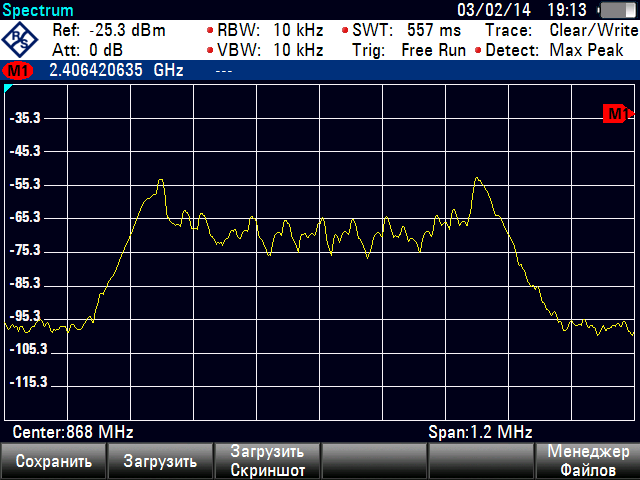 Spectrum 03/02/14 19:13
R&S Ref: -25.3 dBm RBW: 10 kHz SWT: 557 ms Trace: Clear/Write
Att: 0 dB VBW: 10 kHz Trig: Free Run Detect: Max Peak
M1 2.406420635 GHz ---
M1
-35.3
-45.3
-55.3
-65.3
-75.3
-85.3
-95.3
-105.3
-115.3
Center:868 MHz Span:1.2 MHz
Сохранить Загрузить Загрузить Скриншот Менеджер Файлов